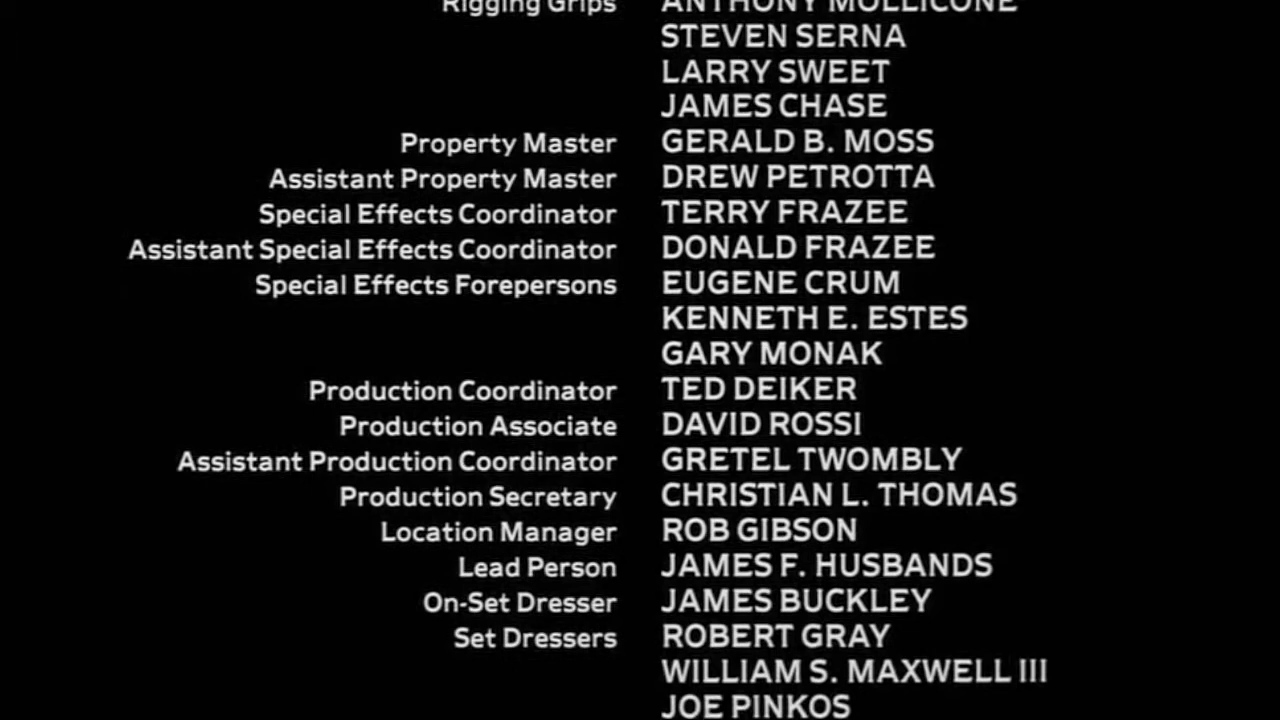 Rigging Grips ANTHONY MOLLICONE
STEVEN SERNA
LARRY SWEET
JAMES CHASE
Property Master GERALD B. MOSS
Assistant Property Master DREW PETROTTA
Special Effects Coordinator TERRY FRAZEE
Assistant Special Effects Coordinator DONALD FRAZEE
Special Effects Forepersons EUGENE CRUM
KENNETH E. ESTES
GARY MONAK
Production Coordinator TED DEIKER
Production Associate DAVID ROSSI
Assistant Production Coordinator GRETEL TWOMBLY
Production Secretary CHRISTIAN L. THOMAS
Location Manager ROB GIBSON
Lead Person JAMES F. HUSBANDS
On-Set Dresser JAMES BUCKLEY
Set Dressers ROBERT GRAY
WILLIAM S. MAXWELL III
JOE PINKOS